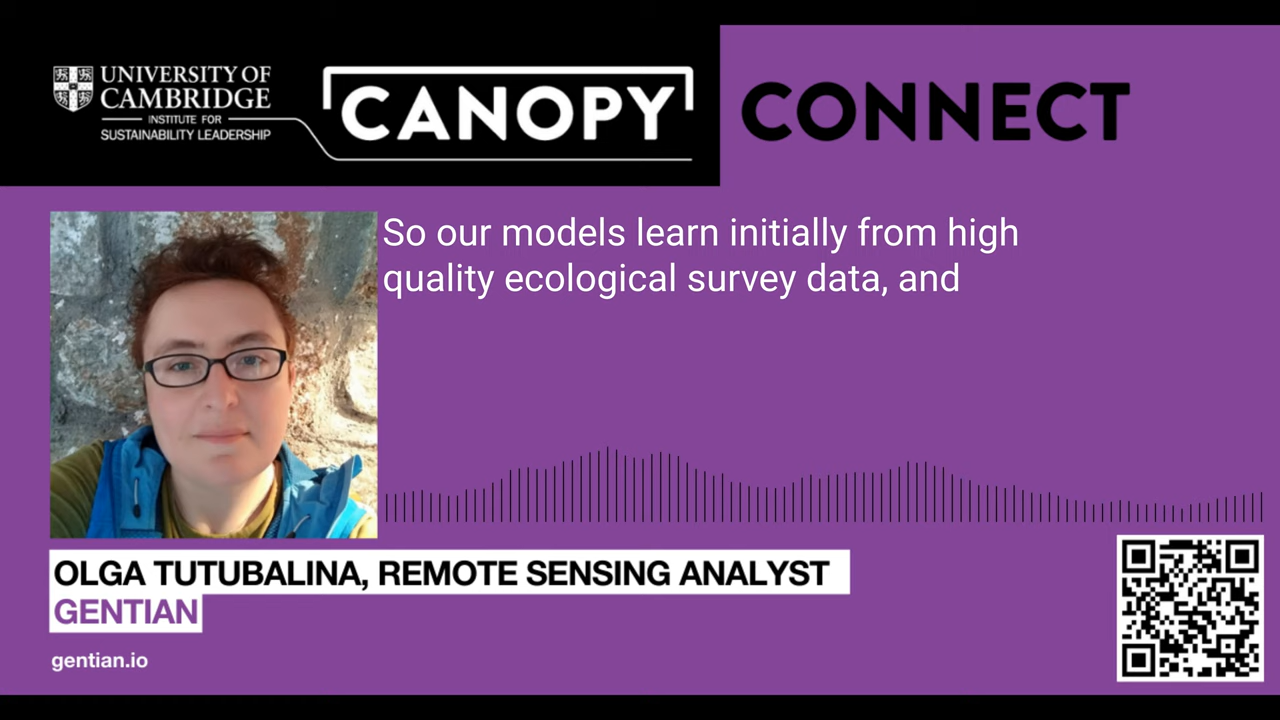 UNIVERSITY OF
CAMBRIDGE
INSTITUTE FOR
SUSTAINABILITY LEADERSHIP
CANOPY
CONNECT
So our models learn initially from high
quality ecological survey data, and
OLGA TUTUBALINA, REMOTE SENSING ANALYST
GENTIAN
gentian.io